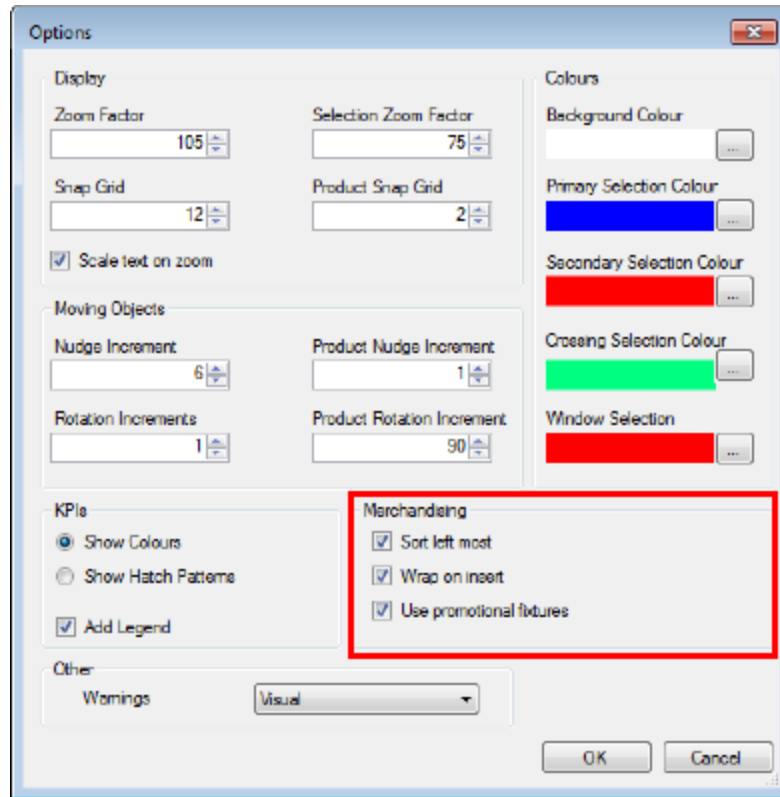 Options
Display
Zoom Factor
Selection Zoom Factor
105
75
Snap Grid
Product Snap Grid
12
2
Scale text on zoom
Moving Objects
Nudge Increment
Product Nudge Increment
6
1
Rotation Increments
Product Rotation Increment
1
90
Colours
Background Colour
...
Primary Selection Colour
...
Secondary Selection Colour
...
Crossing Selection Colour
...
Window Selection
...
KPIs
Show Colours
Show Hatch Patterns
Add Legend
Merchandising
Sort left most
Wrap on insert
Use promotional fixtures
Other
Warnings
Visual
OK
Cancel